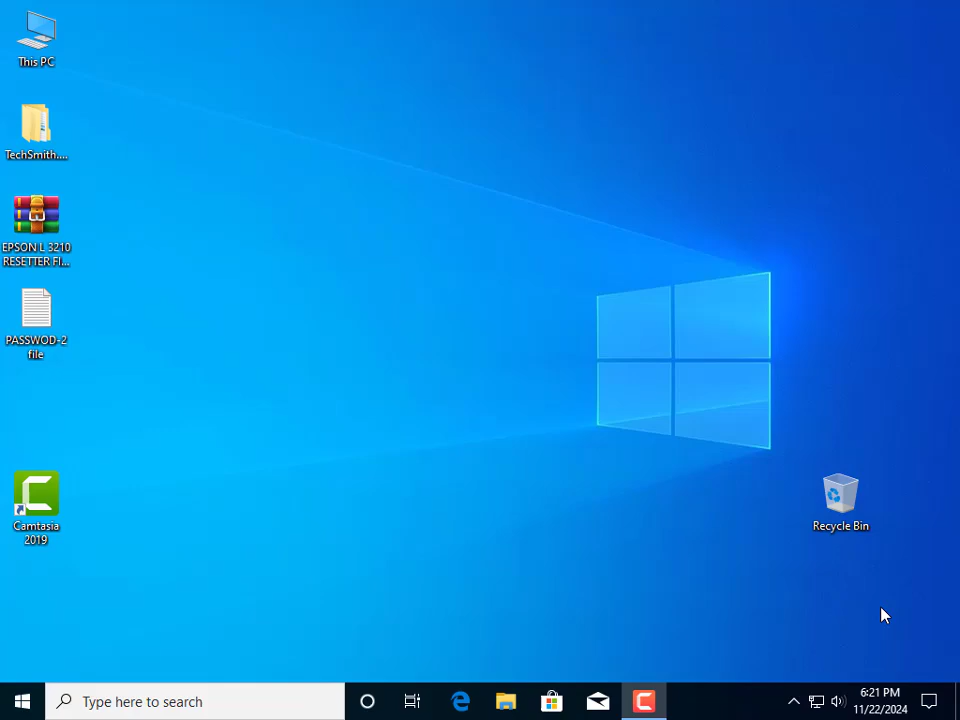 This PC
TechSmith....
EPSON L 3210
RESETTER FI...
PASSWOD-2
file
Camtasia
2019
Recycle Bin
Type here to search
6:21 PM
11/22/2024